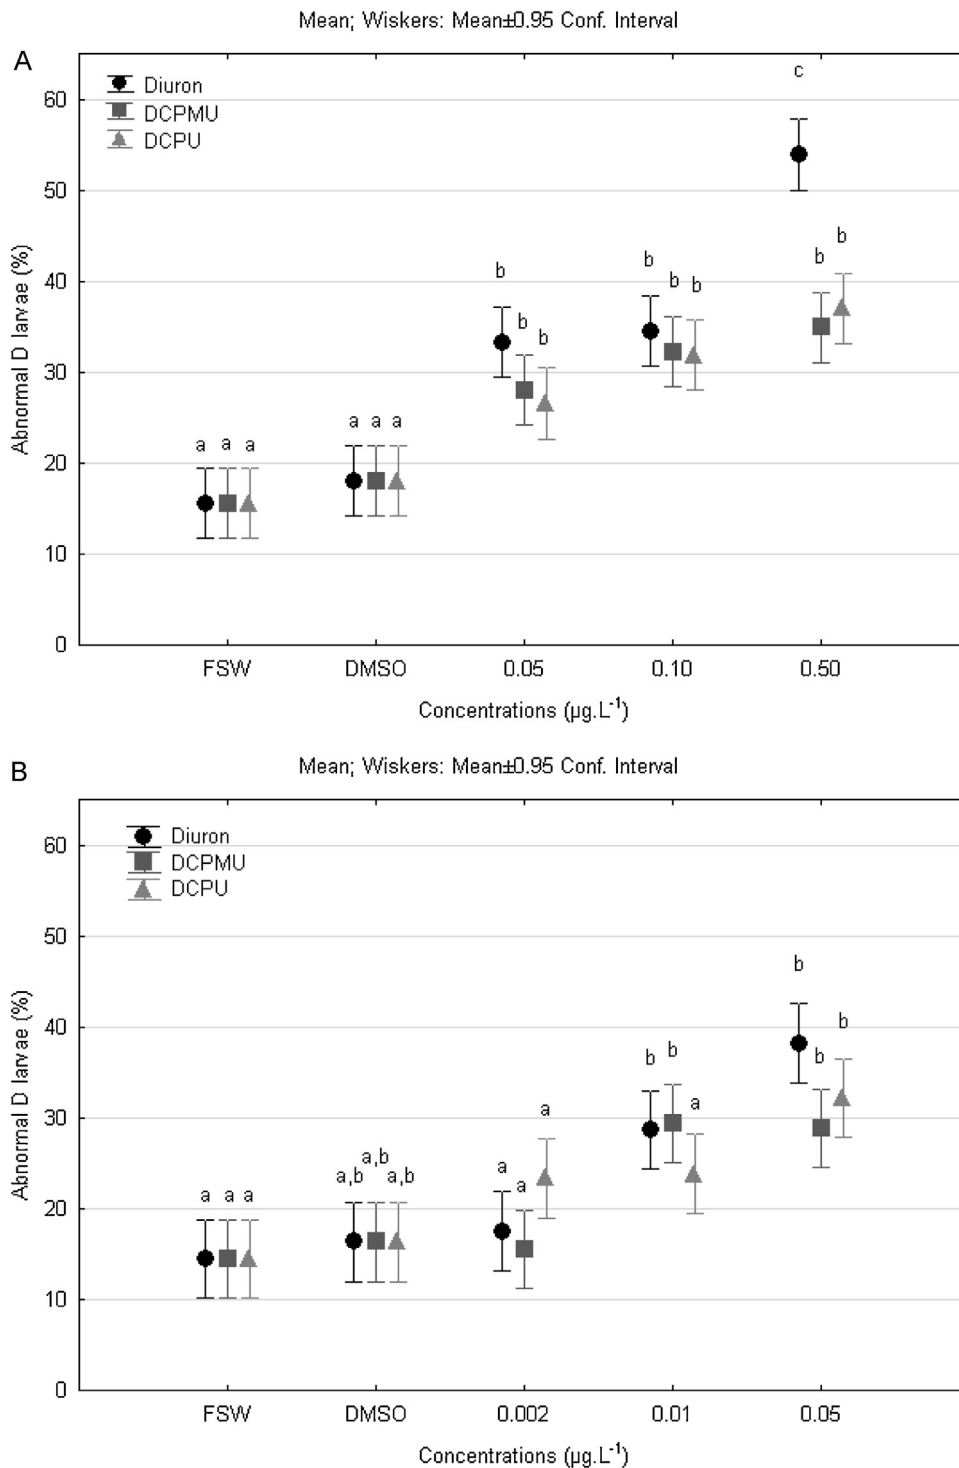 Mean; Wiskers: Mean±0.95 Conf. Interval
A
Diuron
DCPMU
DCPU
c
60
50
40
30
20
10
0
Abnormal D larvae (%)
b b b
b b b
b b
a a a
a a a
FSW DMSO 0.05 0.10 0.50
Concentrations (µg.L-1)
B
Mean; Wiskers: Mean±0.95 Conf. Interval
Diuron
DCPMU
DCPU
60
50
40
30
20
10
0
Abnormal D larvae (%)
a a a
a,b a,b a,b
a a a
b b a
b b b
FSW DMSO 0.002 0.01 0.05
Concentrations (µg.L-1)